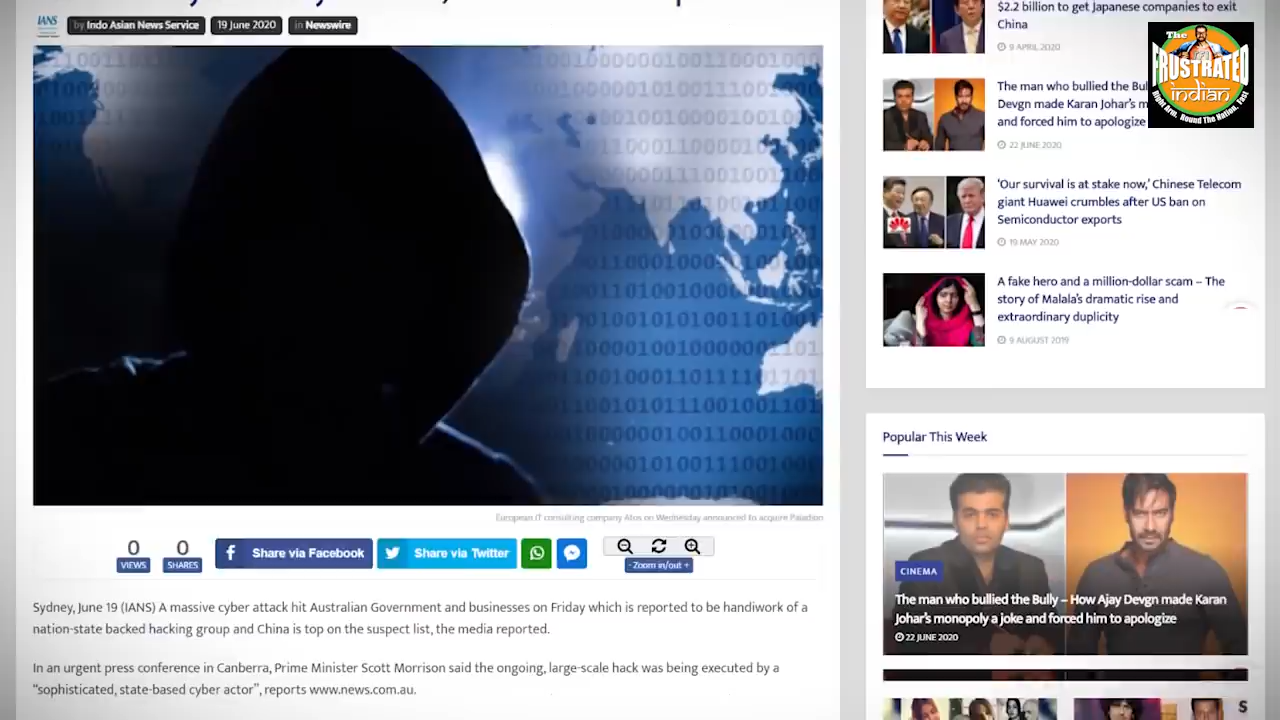 IANS
by Indo Asian News Service
19 June 2020
in Newswire
European IT consulting company Atos on Wednesday announced to acquire Paladion
0
VIEWS
0
SHARES
Share via Facebook
Share via Twitter
- Zoom in/out +
Sydney, June 19 (IANS) A massive cyber attack hit Australian Government and businesses on Friday which is reported to be handiwork of a
nation-state backed hacking group and China is top on the suspect list, the media reported.
In an urgent press conference in Canberra, Prime Minister Scott Morrison said the ongoing, large-scale hack was being executed by a
“sophisticated, state-based cyber actor”, reports www.news.com.au.
$2.2 billion to get Japanese companies to exit
China
9 APRIL 2020
The man who bullied the
Devgn made Karan Johar’s
and forced him to apologize
22 JUNE 2020
‘Our survival is at stake now,’ Chinese Telecom
giant Huawei crumbles after US ban on
Semiconductor exports
19 MAY 2020
A fake hero and a million-dollar scam – The
story of Malala’s dramatic rise and
extraordinary duplicity
9 AUGUST 2019
Popular This Week
CINEMA
The man who bullied the Bully – How Ajay Devgn made Karan
Johar’s monopoly a joke and forced him to apologize
22 JUNE 2020
The
FRUSTRATED
indian
Right Arm. Round The Nation. Fast